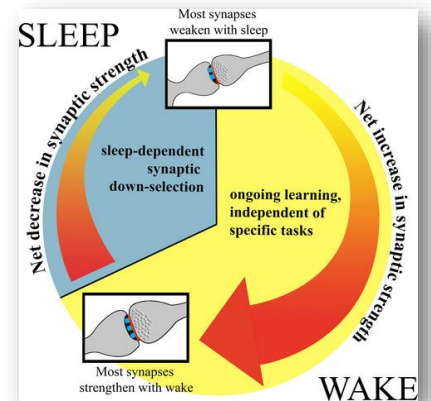 SLEEP
Most synapses
weaken with sleep
Net decrease in synaptic strength
sleep-dependent
synaptic
down-selection
ongoing learning,
independent of
specific tasks
Net increase in synaptic strength
Most synapses
strengthen with wake
WAKE